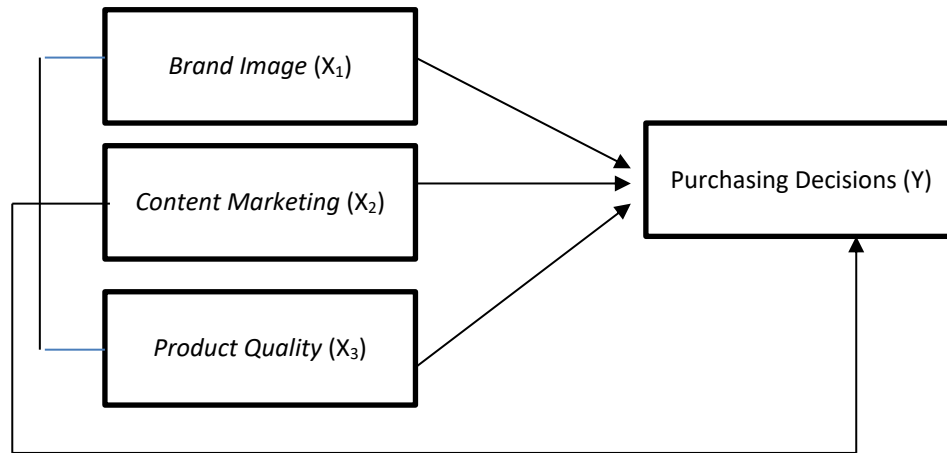 Brand Image (X₁)
Content Marketing (X₂)
Purchasing Decisions (Y)
Product Quality (X₃)